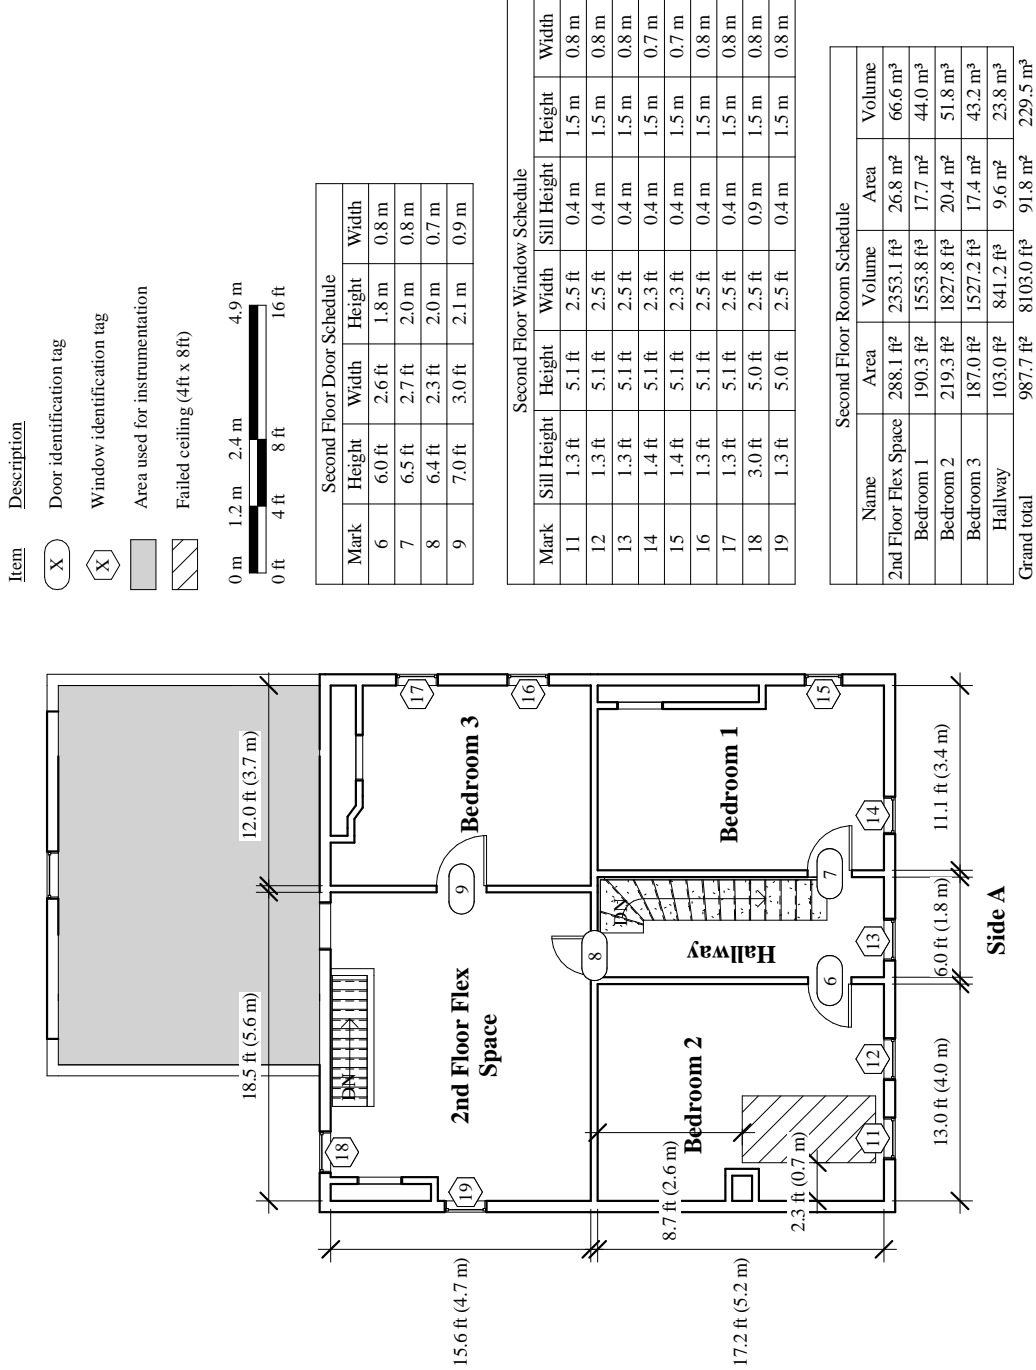 Item Description
X Door identification tag
X Window identification tag
Area used for instrumentation
Failed ceiling (4ft x 8ft)
0 m 1.2 m 2.4 m 4.9 m
0 ft 4 ft 8 ft 16 ft
Second Floor Door Schedule
Mark Height Width Height Width
6 6.0 ft 2.6 ft 1.8 m 0.8 m
7 6.5 ft 2.7 ft 2.0 m 0.8 m
8 6.4 ft 2.3 ft 2.0 m 0.7 m
9 7.0 ft 3.0 ft 2.1 m 0.9 m
Second Floor Window Schedule
Mark Sill Height Height Width Sill Height Height Width
11 1.3 ft 5.1 ft 2.5 ft 0.4 m 1.5 m 0.8 m
12 1.3 ft 5.1 ft 2.5 ft 0.4 m 1.5 m 0.8 m
13 1.3 ft 5.1 ft 2.5 ft 0.4 m 1.5 m 0.8 m
14 1.4 ft 5.1 ft 2.3 ft 0.4 m 1.5 m 0.7 m
15 1.4 ft 5.1 ft 2.3 ft 0.4 m 1.5 m 0.7 m
16 1.3 ft 5.1 ft 2.5 ft 0.4 m 1.5 m 0.8 m
17 1.3 ft 5.1 ft 2.5 ft 0.4 m 1.5 m 0.8 m
18 3.0 ft 5.0 ft 2.5 ft 0.9 m 1.5 m 0.8 m
19 1.3 ft 5.0 ft 2.5 ft 0.4 m 1.5 m 0.8 m
Second Floor Room Schedule
Name Area Volume Area Volume
2nd Floor Flex Space 288.1 ft² 2353.1 ft³ 26.8 m² 66.6 m³
Bedroom 1 190.3 ft² 1553.8 ft³ 17.7 m² 44.0 m³
Bedroom 2 219.3 ft² 1827.8 ft³ 20.4 m² 51.8 m³
Bedroom 3 187.0 ft² 1527.2 ft³ 17.4 m² 43.2 m³
Hallway 103.0 ft² 841.2 ft³ 9.6 m² 23.8 m³
Grand total 987.7 ft² 8103.0 ft³ 91.8 m² 229.5 m³
18.5 ft (5.6 m) 12.0 ft (3.7 m)
18
DN
17
19
9
16
15.6 ft (4.7 m)
2nd Floor Flex
Space
Bedroom 3
8
DN
8.7 ft (2.6 m)
Bedroom 2
Hallway
Bedroom 1
17.2 ft (5.2 m)
2.3 ft (0.7 m)
6
7
15
11
12
13
14
13.0 ft (4.0 m) 6.0 ft (1.8 m) 11.1 ft (3.4 m)
Side A